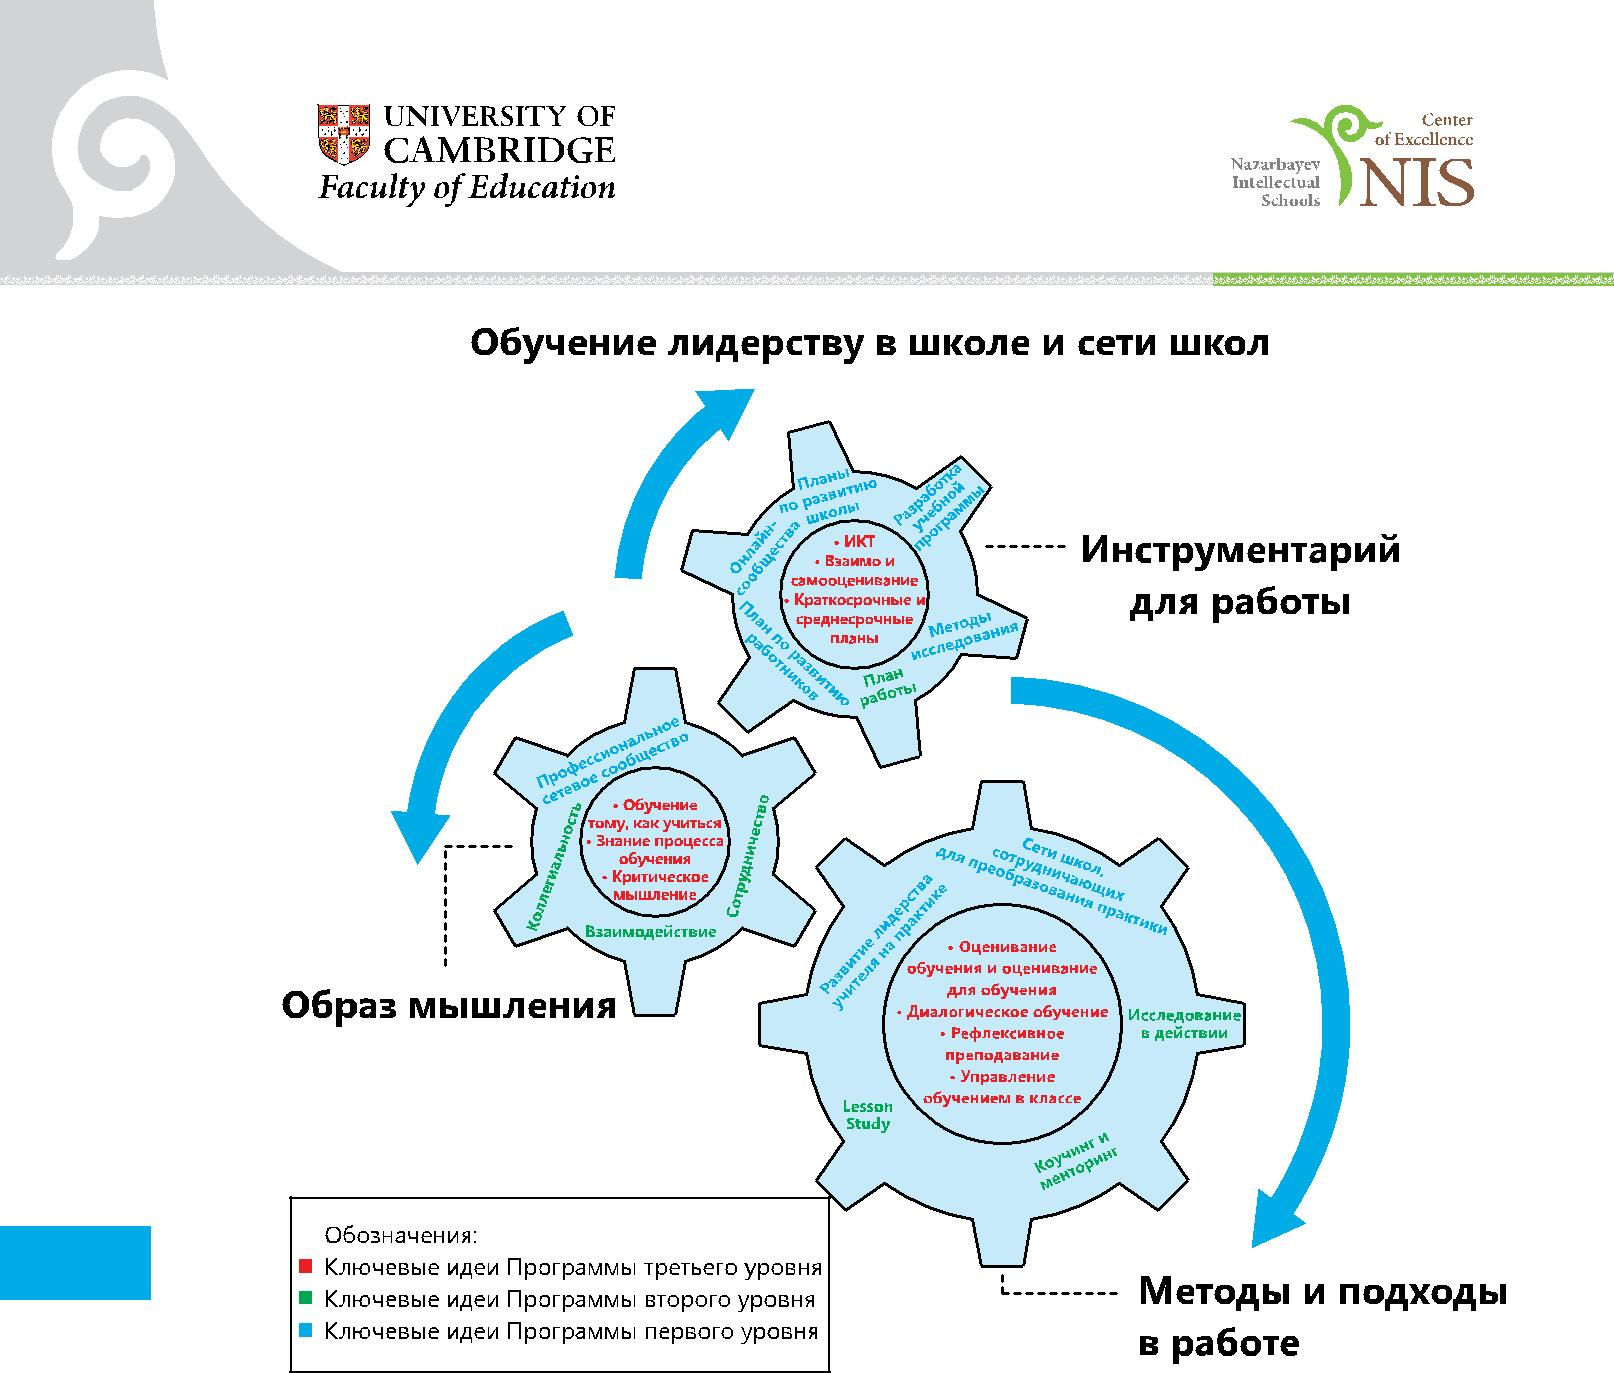 UNIVERSITY OF
CAMBRIDGE
Faculty of Education
Center
of Excellence
Nazarbayev
Intellectual
Schools
NIS
Обучение лидерству в школе и сети школ
Планы
по развитию
школы
Разработка
учебной
программы
Онлайн-
сообщества
• ИКТ
• Взаимо и
самооценивание
• Краткосрочные и
среднесрочные
планы
План по развитию
работников
План
работы
Методы
исследования
Инструментарий
для работы
Профессиональное
сетевое сообщество
Коллегиальность
• Обучение
тому, как учиться
• Знание процесса
обучения
• Критическое
мышление
Сотрудничество
Взаимодействие
Образ мышления
Сети школ,
сотрудничающих
для преобразования практики
Развитие лидерства
учителя на практике
• Оценивание
обучения и оценивание
для обучения
• Диалогическое обучение
• Рефлексивное
преподавание
• Управление
обучением в классе
Исследование
в действии
Lesson
Study
Коучинг и
менторинг
Методы и подходы
в работе
Обозначения:
Ключевые идеи Программы третьего уровня
Ключевые идеи Программы второго уровня
Ключевые идеи Программы первого уровня